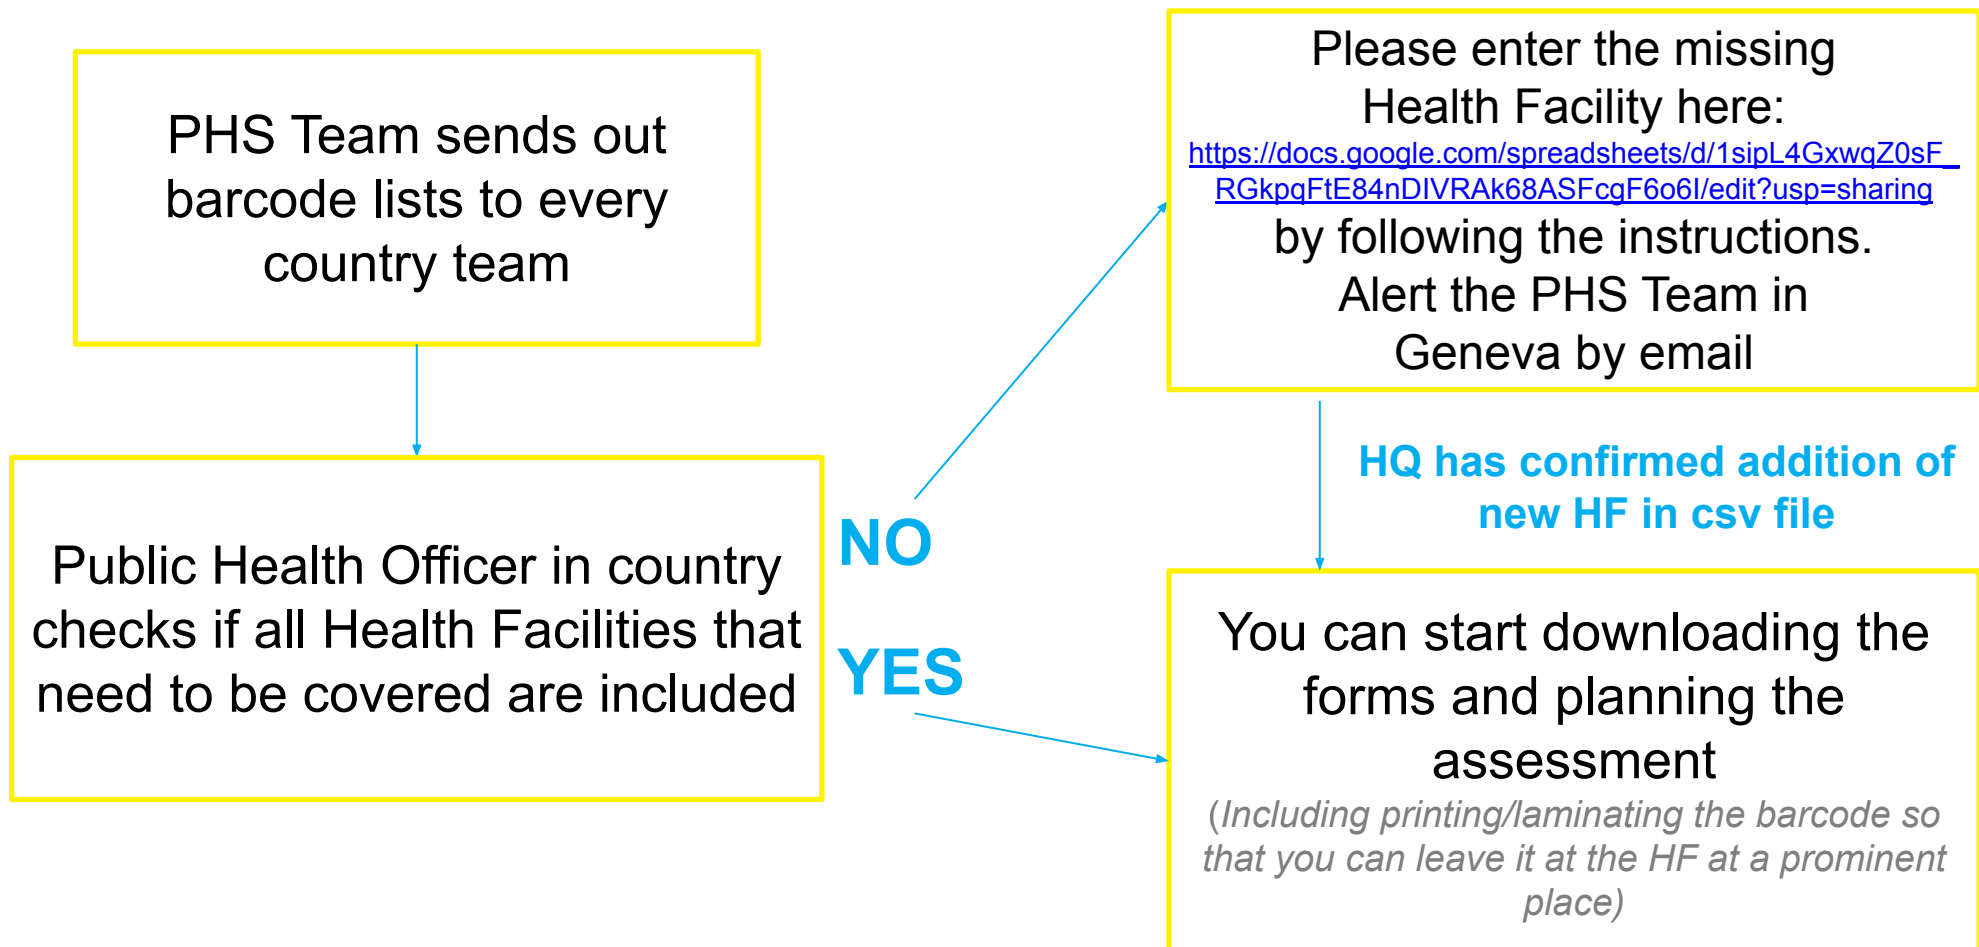 PHS Team sends out
barcode lists to every
country team
Public Health Officer in country
checks if all Health Facilities that
need to be covered are included
NO
YES
Please enter the missing
Health Facility here:
https://docs.google.com/spreadsheets/d/1sipL4GxwqZ0sF_
RGkpqFtE84nDIVRAk68ASFcgF6o6I/edit?usp=sharing
by following the instructions.
Alert the PHS Team in
Geneva by email
HQ has confirmed addition of
new HF in csv file
You can start downloading the
forms and planning the
assessment
(Including printing/laminating the barcode so
that you can leave it at the HF at a prominent
place)